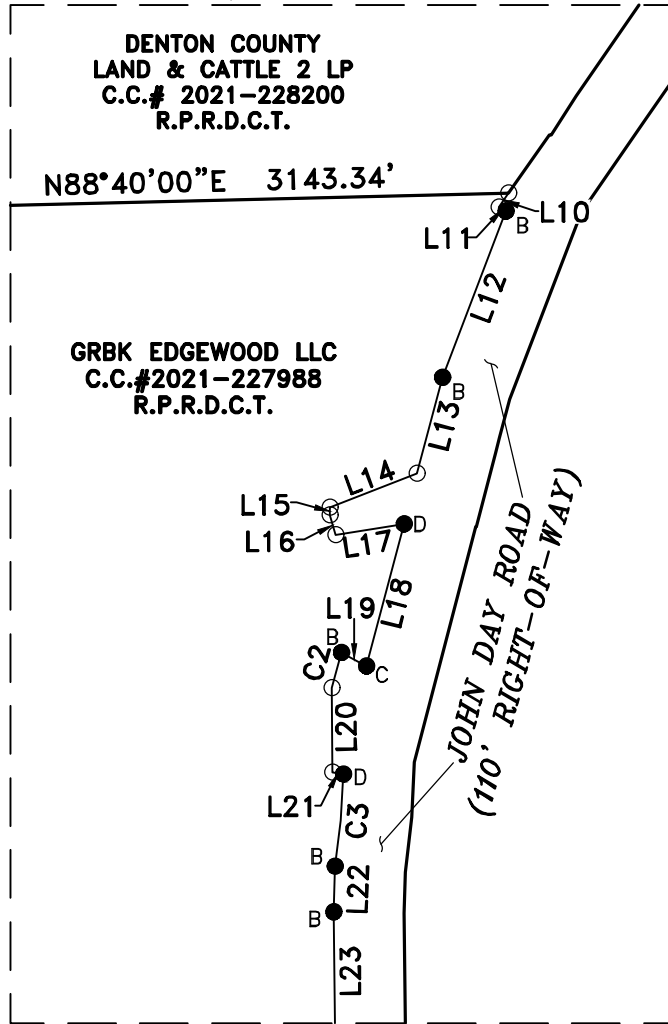 DENTON COUNTY
LAND & CATTLE 2 LP
C.C.# 2021-228200
R.P.R.D.C.T.
N88°40'00"E 3143.34'
L10
L11
B
L12
GRBK EDGEWOOD LLC
C.C.#2021-227988
R.P.R.D.C.T.
B
L13
L14
L15
L16
L17
D
L18
L19
B
C2
C
L20
JOHN DAY ROAD
(110' RIGHT-OF-WAY)
D
L21
C3
B
L22
B
L23